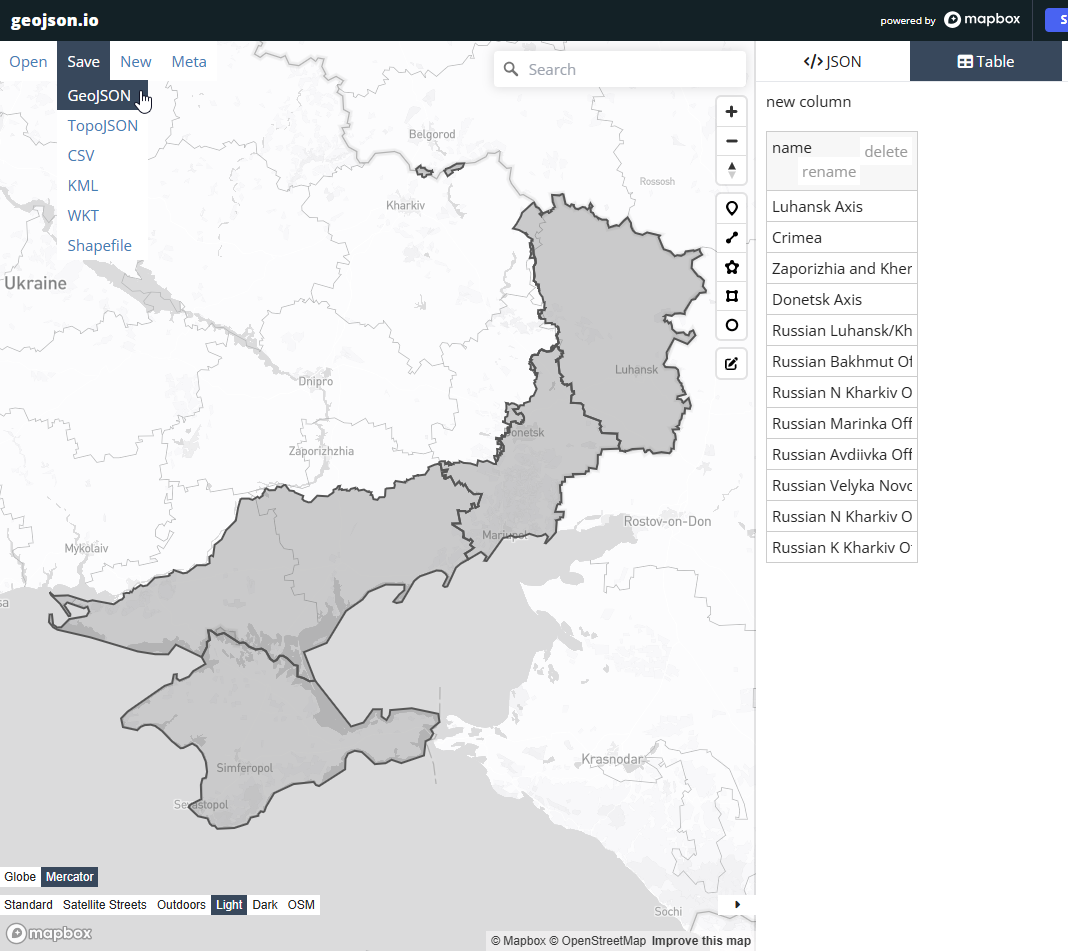 geojson.io
powered by mapbox
Open Save New Meta
GeoJSON
TopoJSON
CSV
KML
WKT
Shapefile
Search
</> JSON
Table
new column
name
delete
rename
Luhansk Axis
Crimea
Zaporizhia and Kher
Donetsk Axis
Russian Luhansk/Kh
Russian Bakhmut Of
Russian N Kharkiv O
Russian Marinka Off
Russian Avdiivka Off
Russian Velyka Novo
Russian N Kharkiv O
Russian K Kharkiv O
Belgorod
Rossosh
Kharkiv
Ukraine
Luhansk
Dnipro
Donetsk
Zaporizhzhia
Rostov-on-Don
Mariupol
Mykolaiv
Krasnodar
Simferopol
Sevastopol
Sochi
Globe Mercator
Standard Satellite Streets Outdoors Light Dark OSM
mapbox
© Mapbox © OpenStreetMap Improve this map